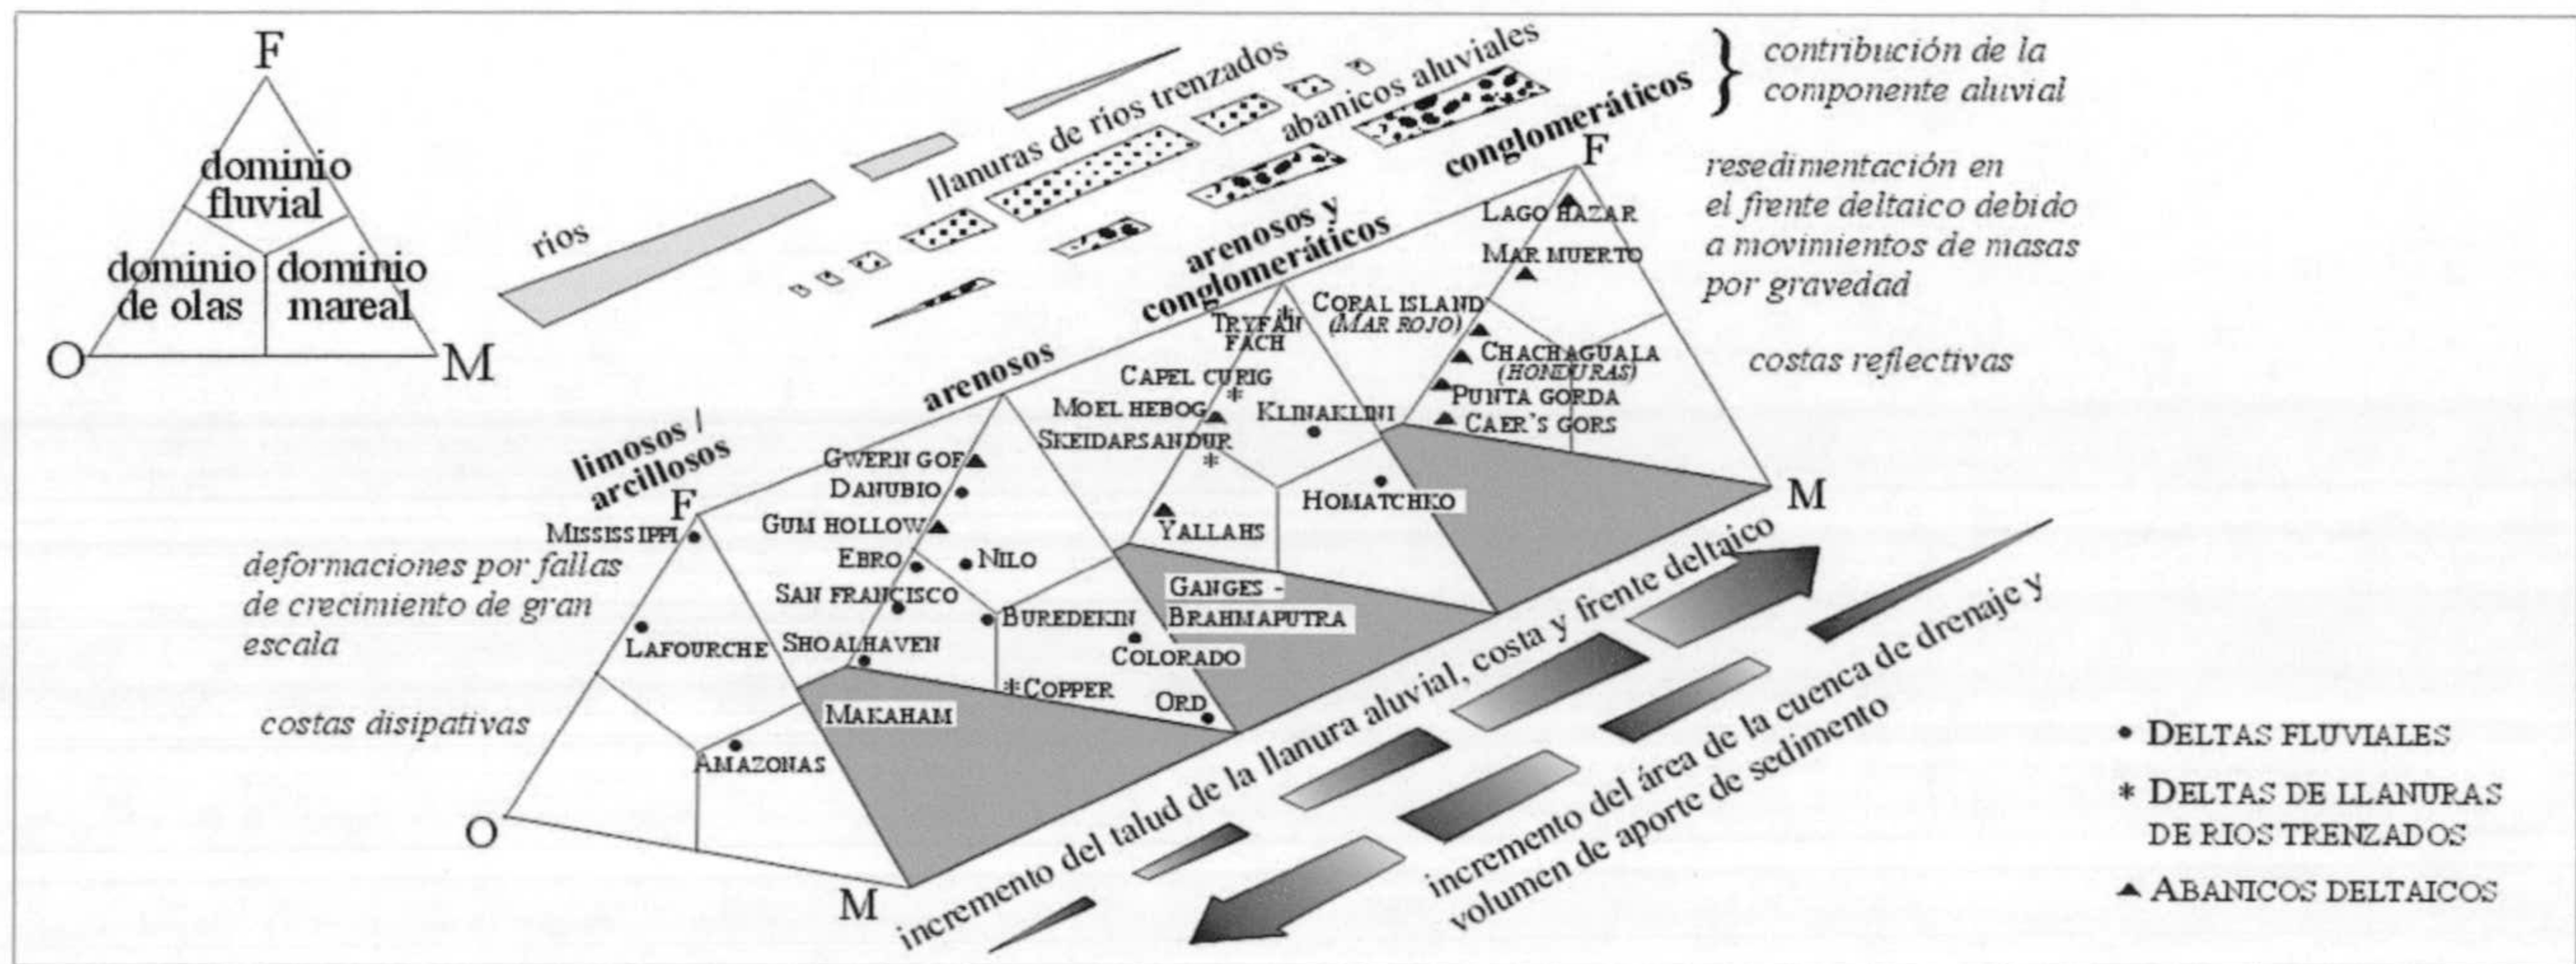 F
dominio
fluvial
dominio
de olas
dominio
mareal
O
M
ríos
llanuras de ríos trenzados
abanicos aluviales
} contribución de la
componente aluvial
limosos /
arcillosos
arenosos
arenosos y
conglomeráticos
conglomeráticos
resedimentación en
el frente deltaico debido
a movimientos de masas
por gravedad
costas reflectivas
deformaciones por fallas
de crecimiento de gran
escala
costas disipativas
F
MISSISSIPPI
LAFOURCHE
AMAZONAS
O
M
GWERN GOF
DANUBIO
GUM HOLLOW
EBRO
NILO
SAN FRANCISCO
SHOALHAVEN
BUREDEKIN
COLORADO
*COPPER
ORD
MAKAHAM
TRYFAN
FACH
CAPEL CURIG
MOEL HEBOG
KLINAKLINI
SKEIDARSANDUR
YALLAHS
HOMATCHKO
GANGES -
BRAHMAPUTRA
F
LAGO HAZAR
MAR MUERTO
CORAL ISLAND
(MAR ROJO)
CHACHAGUALA
(HONDURAS)
PUNTA GORDA
CAER'S GORS
M
incremento del talud de la llanura aluvial, costa y frente deltaico
incremento del área de la cuenca de drenaje y
volumen de aporte de sedimento
• DELTAS FLUVIALES
* DELTAS DE LLANURAS
DE RIOS TRENZADOS
▲ ABANICOS DELTAICOS